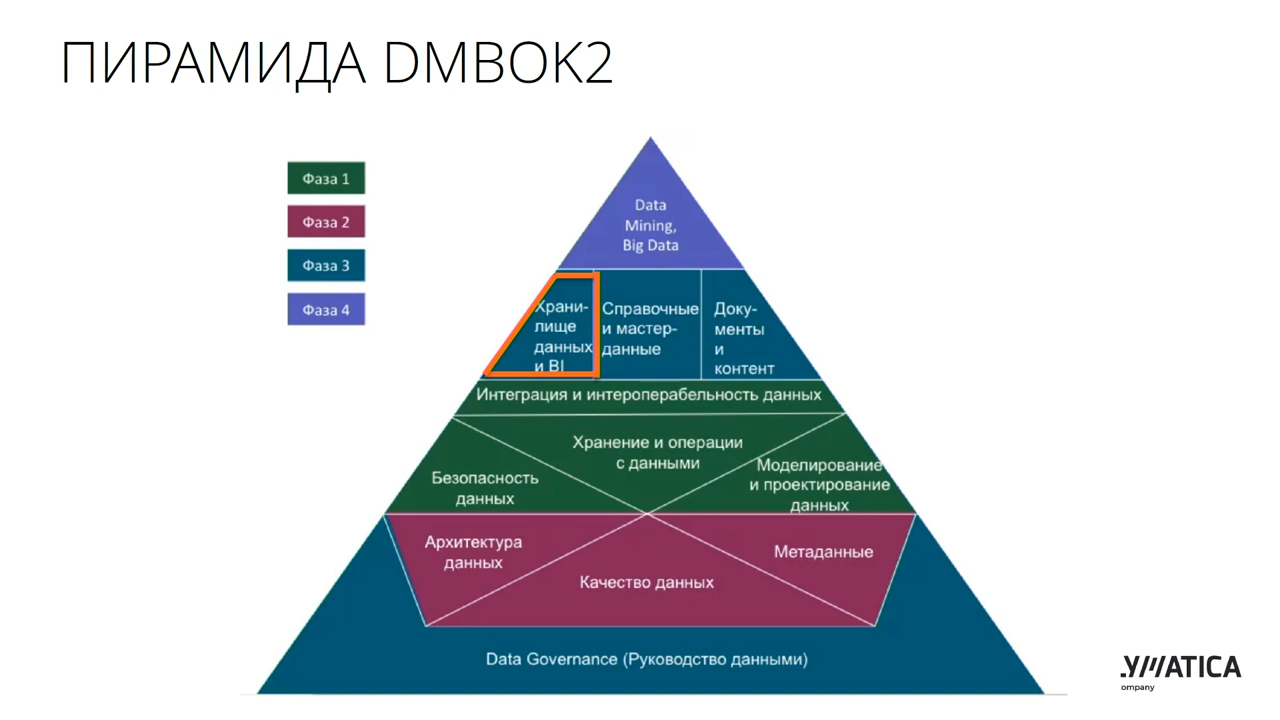 ПИРАМИДА DMBOK2
Фаза 1
Фаза 2
Фаза 3
Фаза 4
Data
Mining,
Big Data
Храни-
лище
данных
и BI
Справочные
и мастер-
данные
Доку-
менты
и
контент
Интеграция и интероперабельность данных
Хранение и операции
с данными
Безопасность
данных
Моделирование
и проектирование
данных
Архитектура
данных
Метаданные
Качество данных
Data Governance (Руководство данными)
УМАТICA
ompany